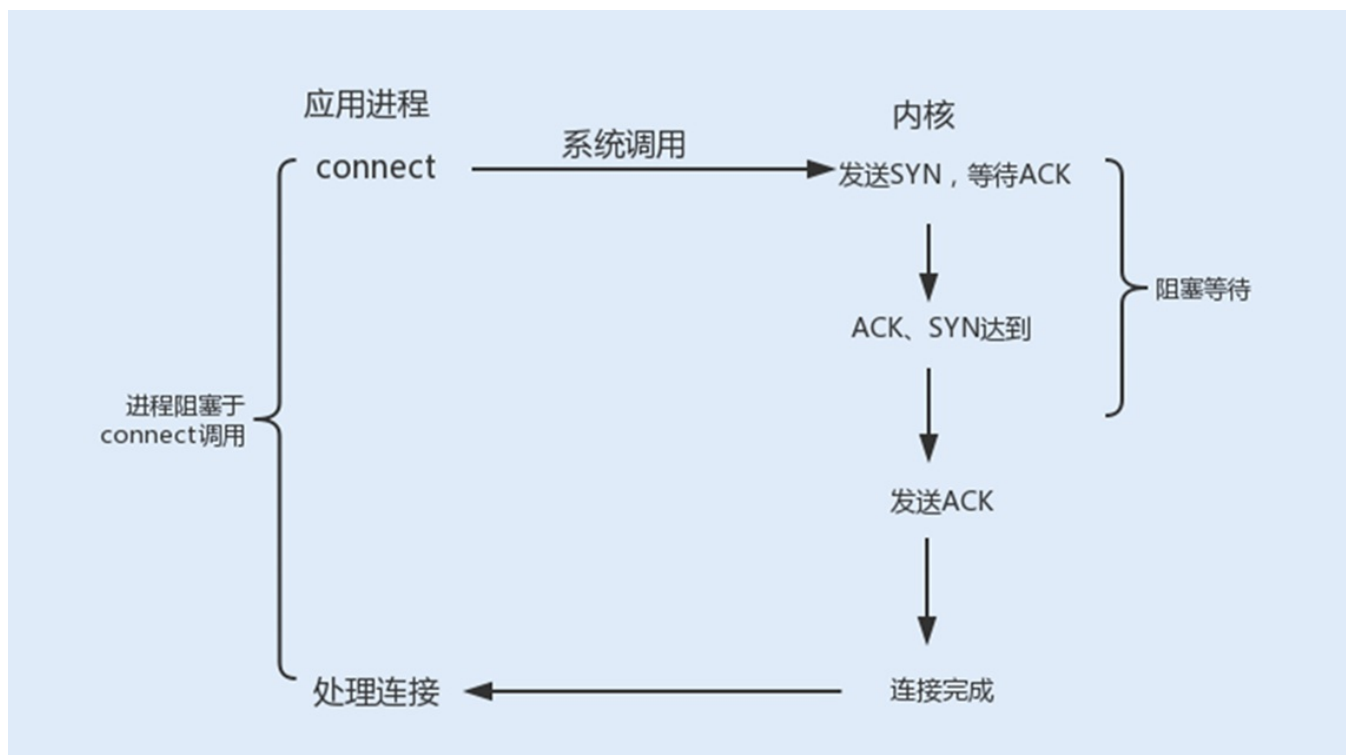 应用进程
内核
系统调用
connect
发送SYN，等待ACK
阻塞等待
ACK、SYN达到
进程阻塞于
connect调用
发送ACK
处理连接
连接完成